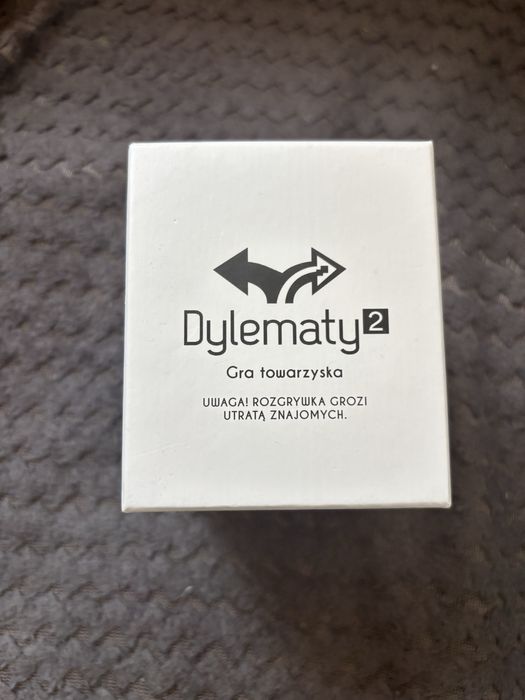 Dylematy2
Gra towarzyska
UWAGA! ROZGRYWKA GROZI
UTRATĄ ZNAJOMYCH.